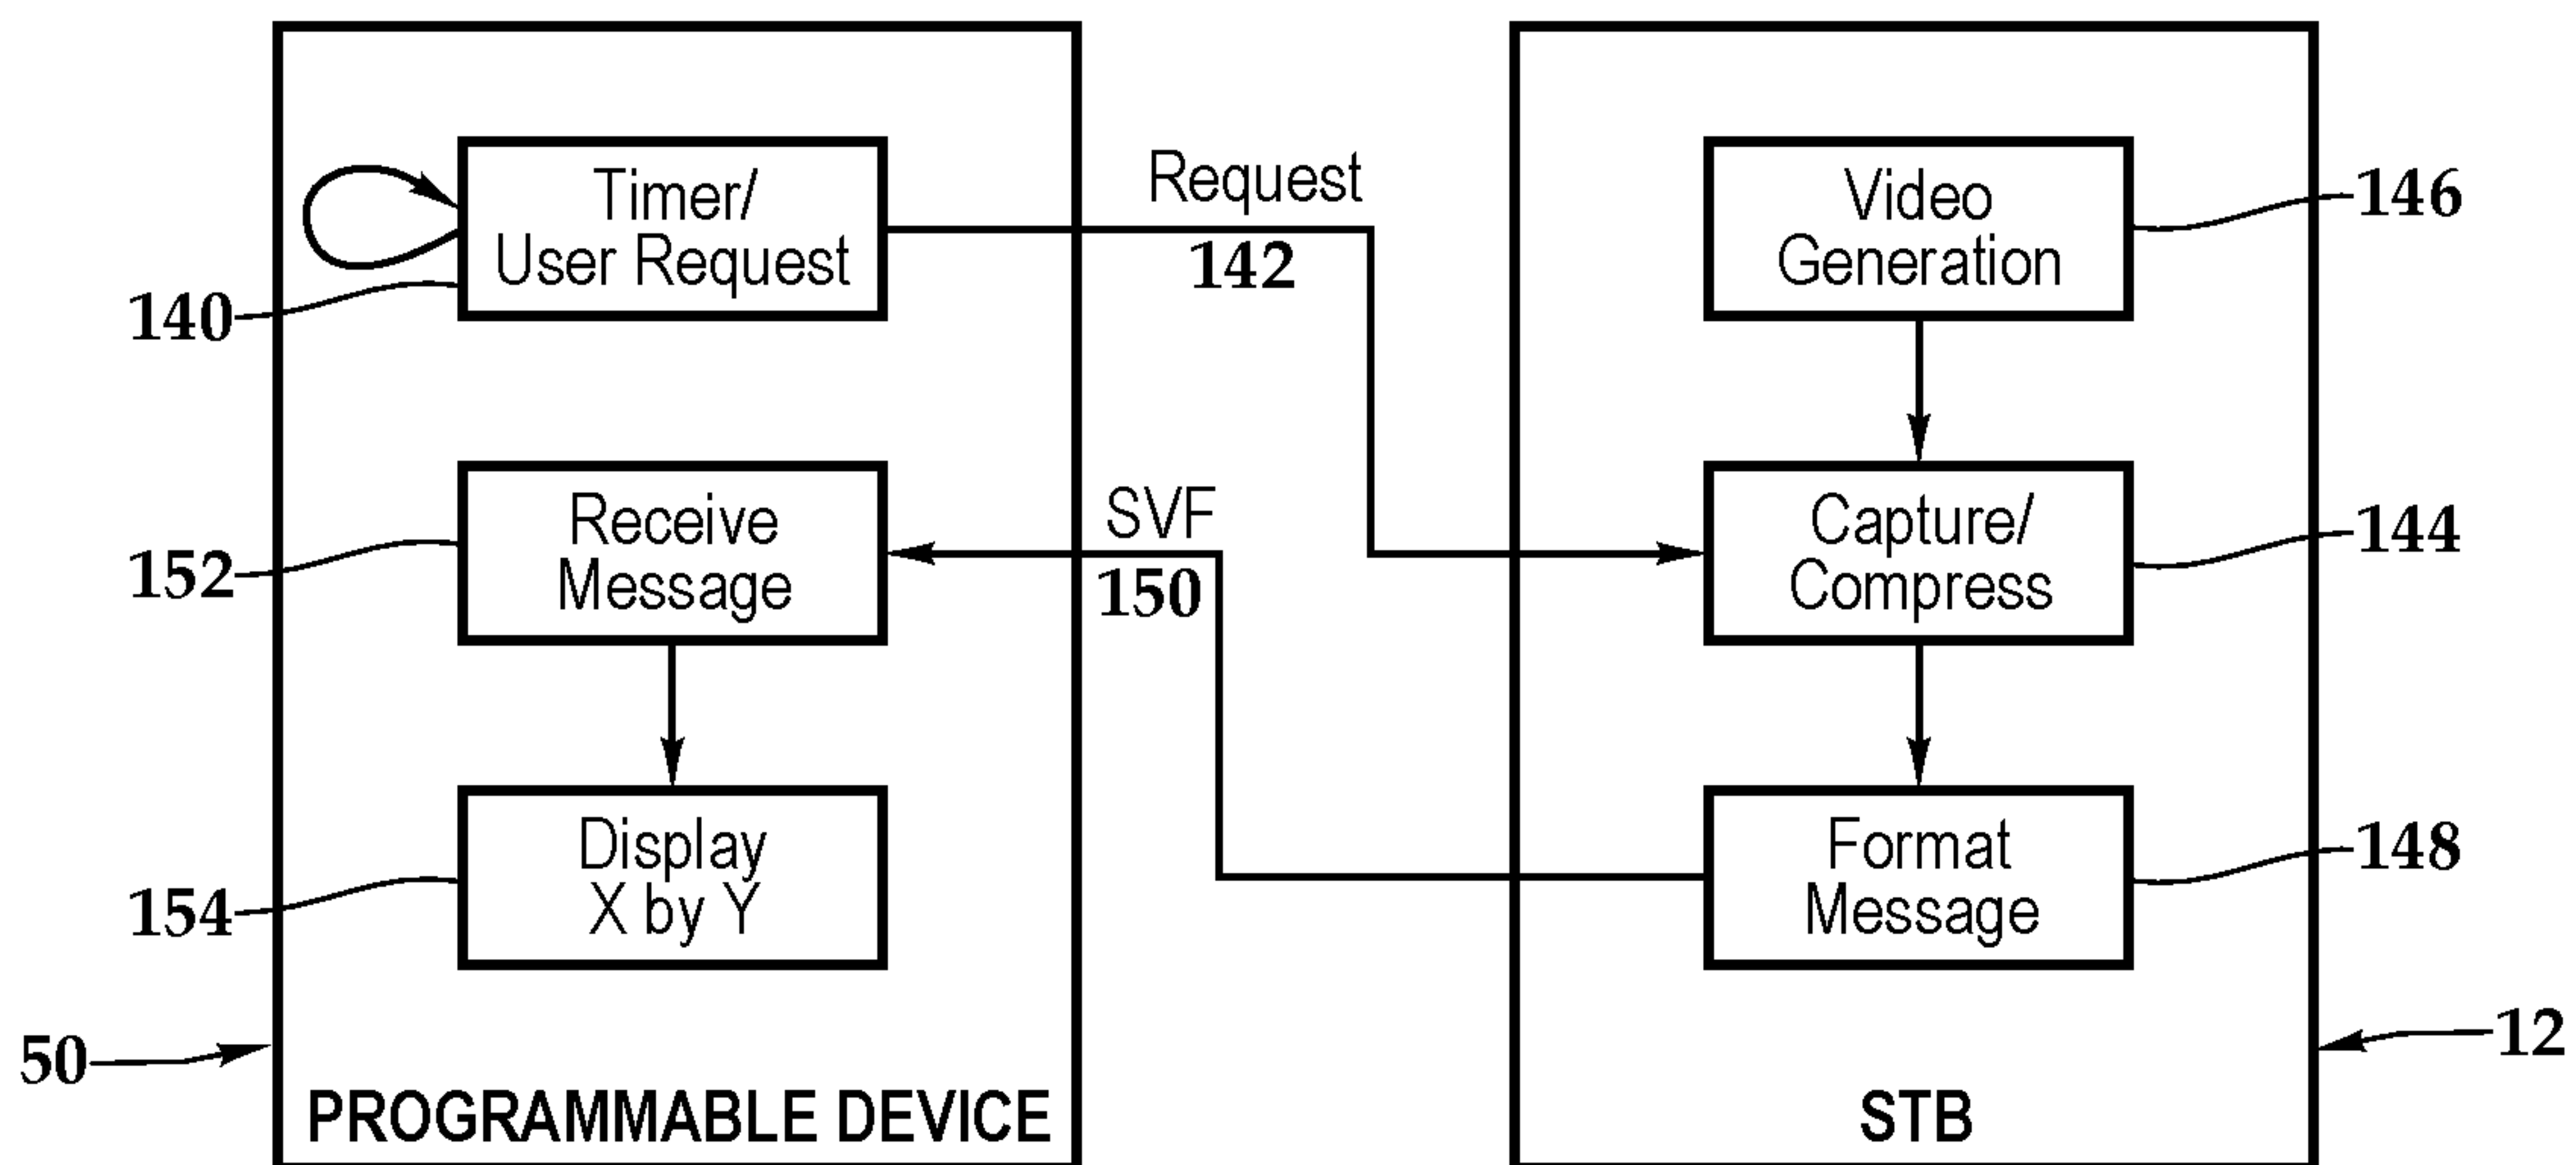 Timer/
User Request
140
Request
142
Video
Generation
146
Receive
Message
152
SVF
150
Capture/
Compress
144
Display
X by Y
154
Format
Message
148
50
PROGRAMMABLE DEVICE
STB
12